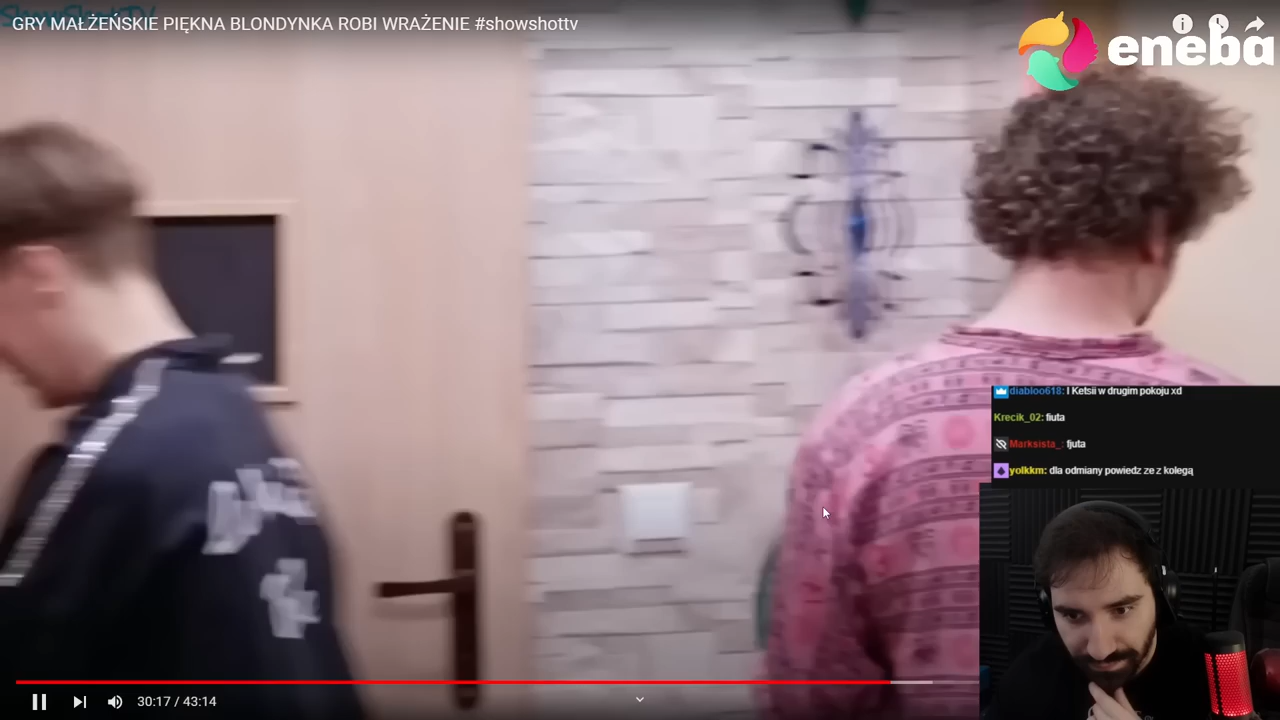 GRY MAŁŻEŃSKIE PIĘKNA BLONDYNKA ROBI WRAŻENIE #showshottv
eneba
diabloo618: I Ketsii w drugim pokoju xd
Krecik_02: fiuta
Marksista_: fjuta
yolkkm: dla odmiany powiedz ze z kolegą
30:17 / 43:14